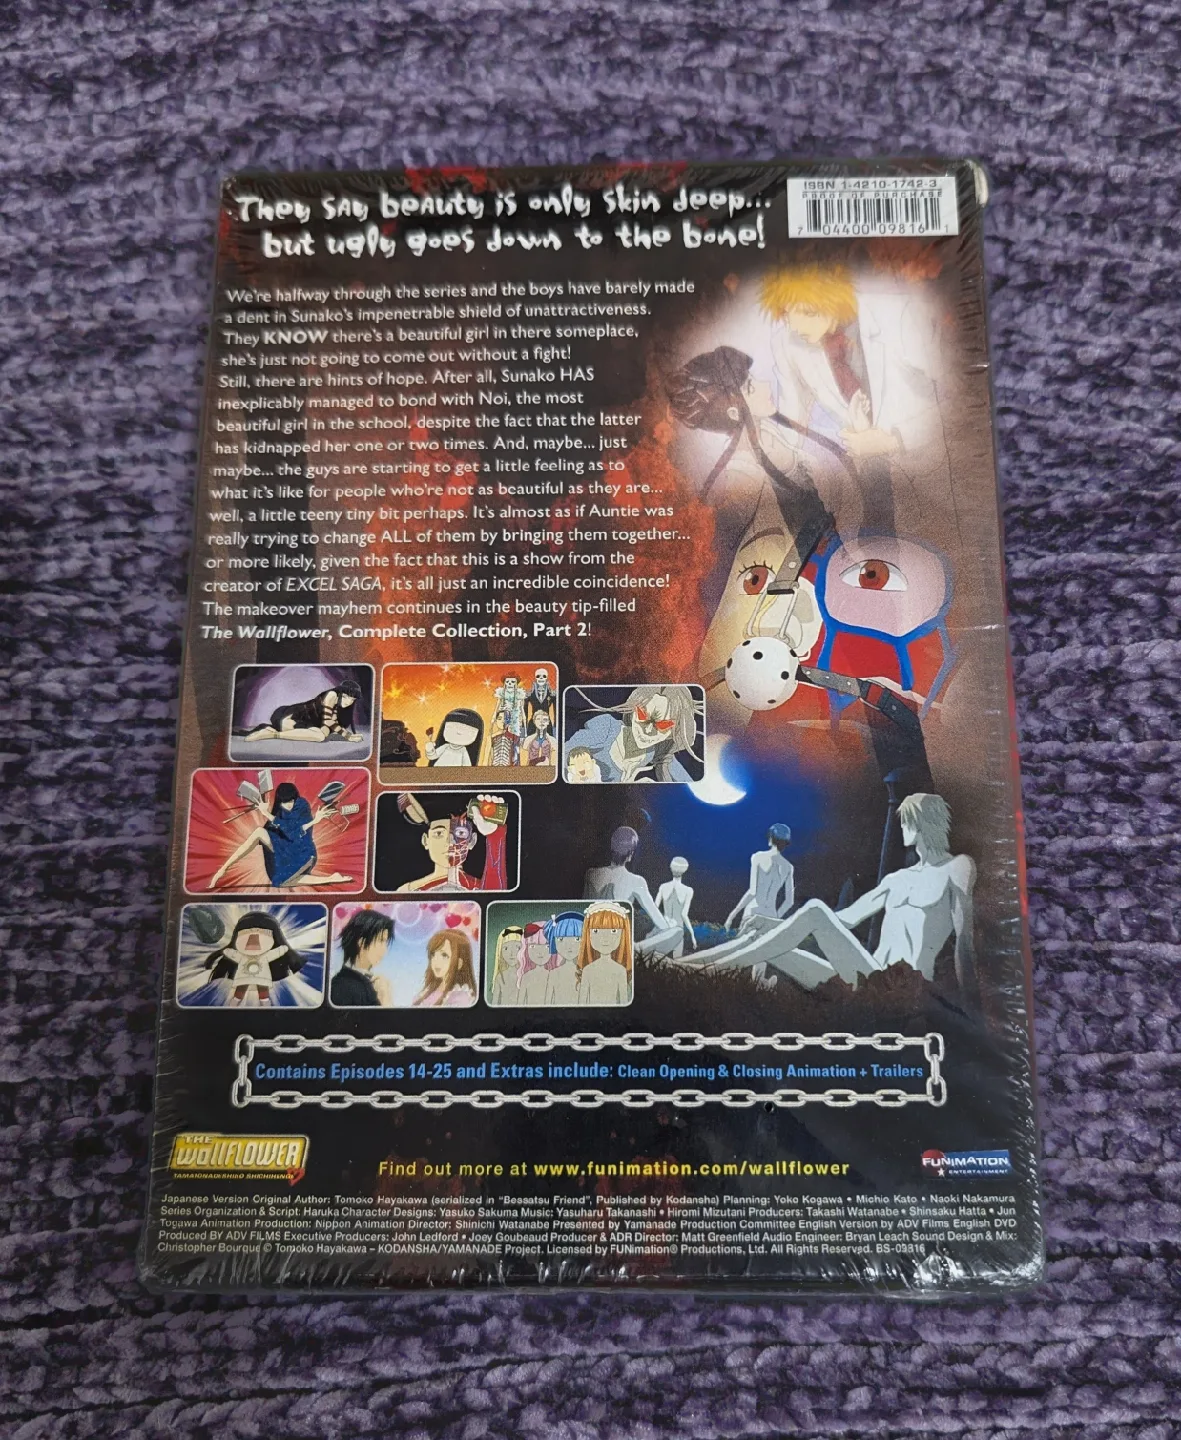 They say beauty is only skin deep...
but ugly goes down to the bone!
ISBN 1-4210-1742-3
PROOF OF PURCHASE
7 04400 09816 1
We're halfway through the series and the boys have barely made
a dent in Sunako's impenetrable shield of unattractiveness.
They KNOW there's a beautiful girl in there someplace,
she's just not going to come out without a fight!
Still, there are hints of hope. After all, Sunako HAS
inexplicably managed to bond with Noi, the most
beautiful girl in the school, despite the fact that the latter
has kidnapped her one or two times. And, maybe... just
maybe... the guys are starting to get a little feeling as to
what it's like for people who're not as beautiful as they are...
well, a little teeny tiny bit perhaps. It's almost as if Auntie was
really trying to change ALL of them by bringing them together...
or more likely, given the fact that this is a show from the
creator of EXCEL SAGA, it's all just an incredible coincidence!
The makeover mayhem continues in the beauty tip-filled
The Wallflower, Complete Collection, Part 2!
Contains Episodes 14-25 and Extras include: Clean Opening & Closing Animation + Trailers
THE
WALLFLOWER
YAMATONADESHIKO SHICHIHENGE
Find out more at www.funimation.com/wallflower
FUNIMATION
ENTERTAINMENT
Japanese Version Original Author: Tomoko Hayakawa (serialized in "Bessatsu Friend", Published by Kodansha) Planning: Yoko Kogawa • Michio Kato • Naoki Nakamura
Series Organization & Script: Haruka Character Designs: Yasuko Sakuma Music: Yasuharu Takanashi • Hiromi Mizutani Producers: Takashi Watanabe • Shinsaku Hatta • Jun
Togawa Animation Production: Nippon Animation Director: Shinichi Watanabe Presented by Yamanade Production Committee English Version by ADV Films English DVD
Produced BY ADV FILMS Executive Producers: John Ledford • Joey Goubeaud Producer & ADR Director: Matt Greenfield Audio Engineer: Bryan Leach Sound Design & Mix:
Christopher Bourque © Tomoko Hayakawa – KODANSHA/YAMANADE Project. Licensed by FUNimation® Productions, Ltd. All Rights Reserved. BS-09816